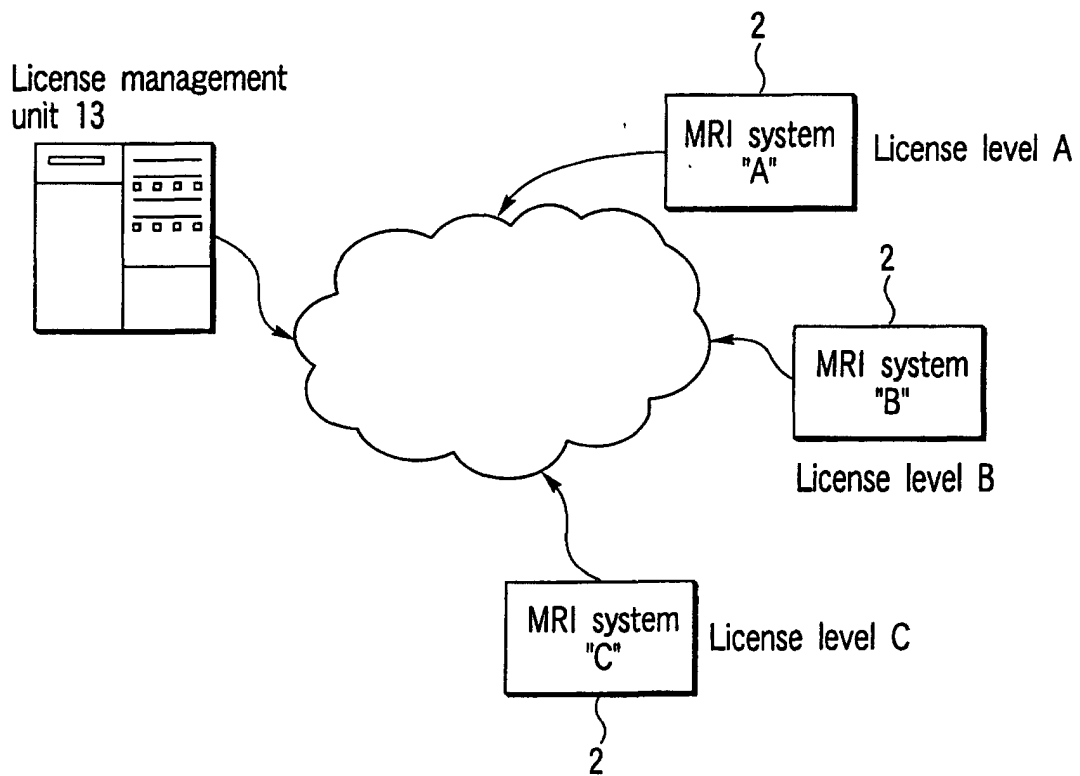 2
License management
unit 13
MRI system
"A"
License level A
2
MRI system
"B"
License level B
MRI system
"C"
License level C
2